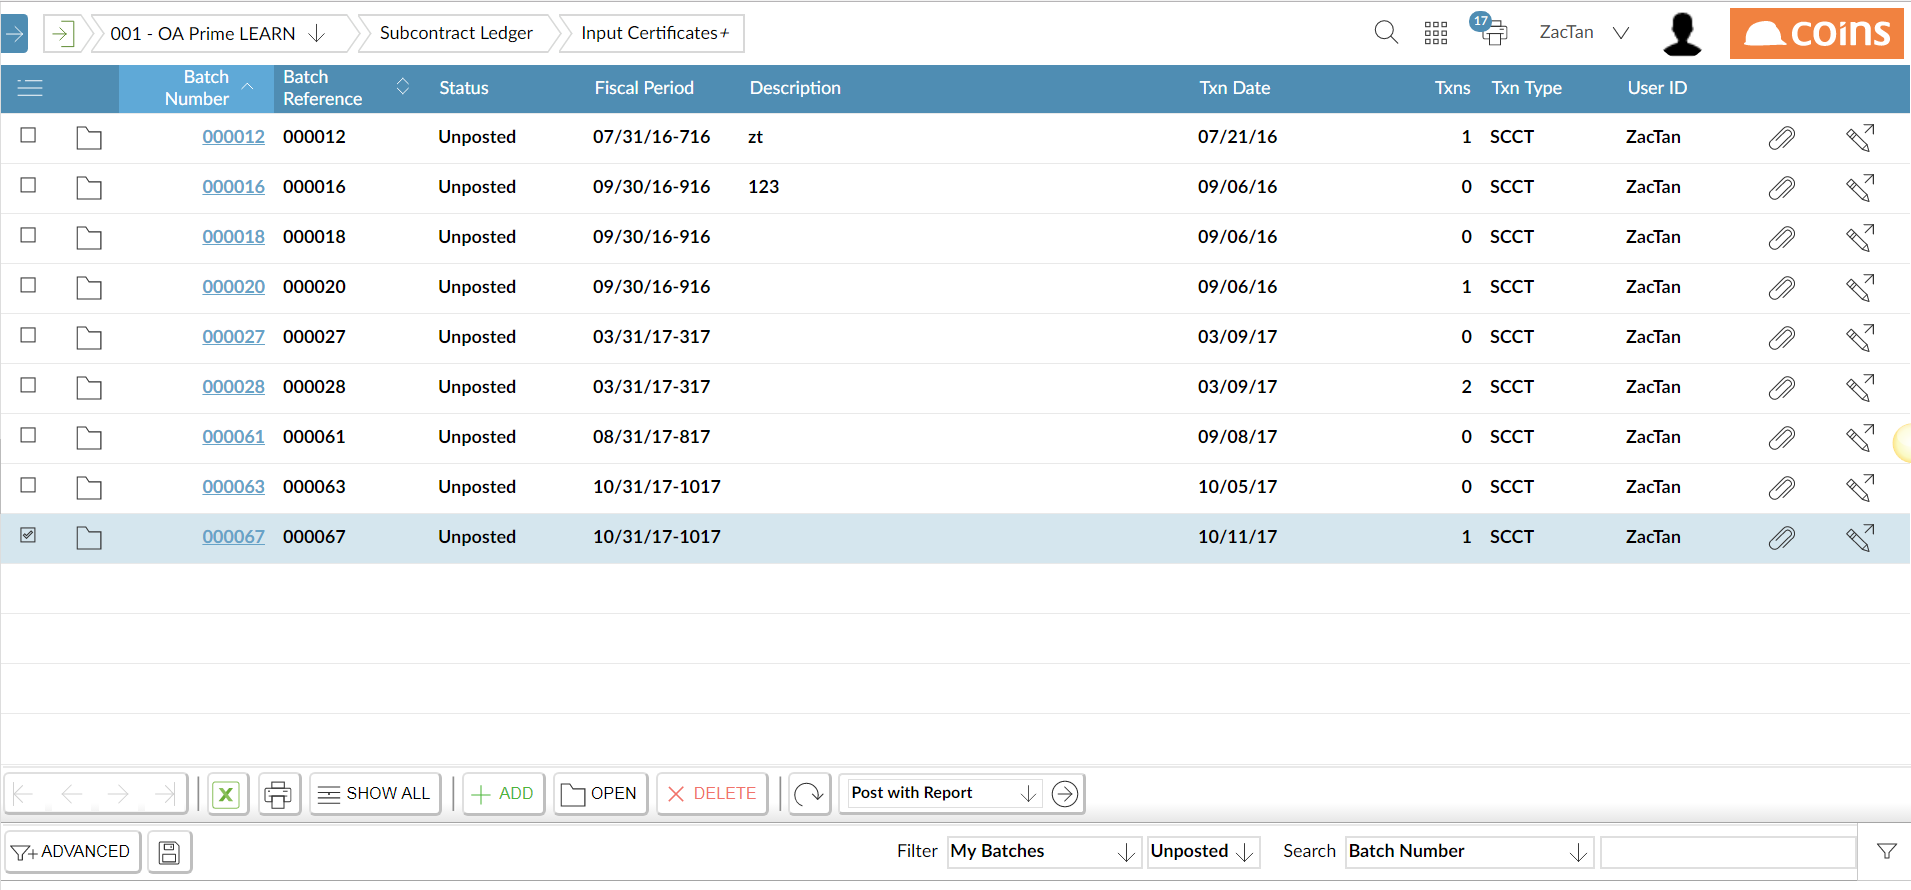 001 - OA Prime LEARN Subcontract Ledger Input Certificates+ 17 ZacTan coins
Batch Number Batch Reference Status Fiscal Period Description Txn Date Txns Txn Type User ID
000012 000012 Unposted 07/31/16-716 zt 07/21/16 1 SCCT ZacTan
000016 000016 Unposted 09/30/16-916 123 09/06/16 0 SCCT ZacTan
000018 000018 Unposted 09/30/16-916 09/06/16 0 SCCT ZacTan
000020 000020 Unposted 09/30/16-916 09/06/16 1 SCCT ZacTan
000027 000027 Unposted 03/31/17-317 03/09/17 0 SCCT ZacTan
000028 000028 Unposted 03/31/17-317 03/09/17 2 SCCT ZacTan
000061 000061 Unposted 08/31/17-817 09/08/17 0 SCCT ZacTan
000063 000063 Unposted 10/31/17-1017 10/05/17 0 SCCT ZacTan
000067 000067 Unposted 10/31/17-1017 10/11/17 1 SCCT ZacTan
X SHOW ALL ADD OPEN DELETE Post with Report
ADVANCED Filter My Batches Unposted Search Batch Number